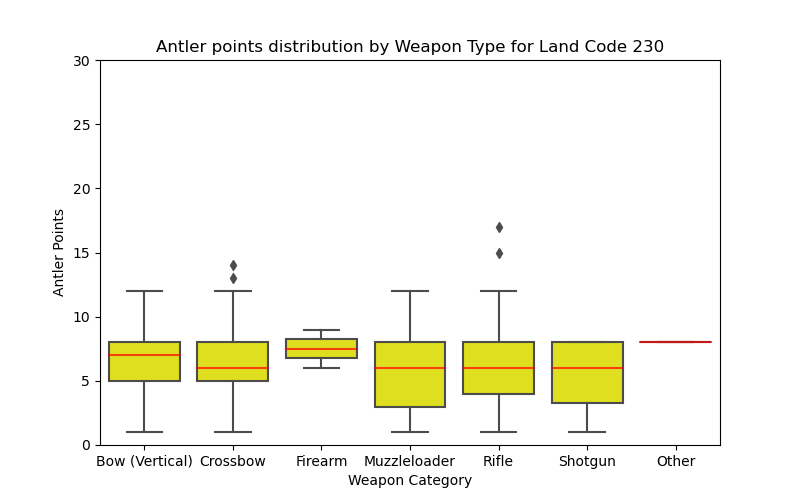 Antler points distribution by Weapon Type for Land Code 230
30
25
20
15
10
5
0
Antler Points
Bow (Vertical) Crossbow Firearm Muzzleloader Rifle Shotgun Other
Weapon Category